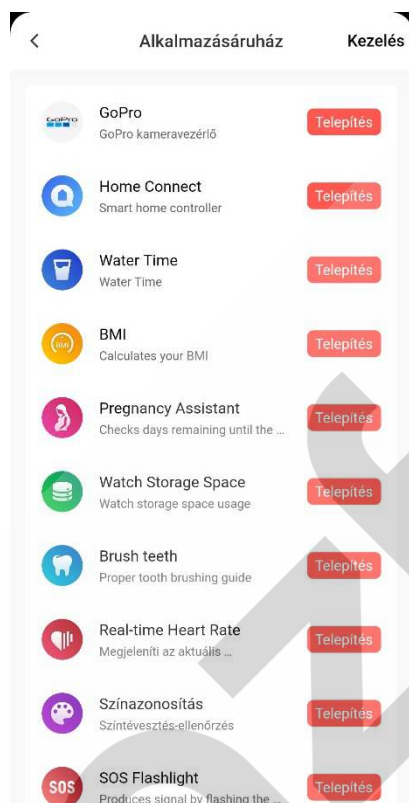 Alkalmazásáruház
Kezelés
GoPro
GoPro
GoPro kameravezérlő
Telepítés
Home Connect
Smart home controller
Telepítés
Water Time
Water Time
Telepítés
BMI
BMI
Calculates your BMI
Telepítés
Pregnancy Assistant
Checks days remaining until the ...
Telepítés
Watch Storage Space
Watch storage space usage
Telepítés
Brush teeth
Proper tooth brushing guide
Telepítés
Real-time Heart Rate
Megjeleníti az aktuális ...
Telepítés
Színazonosítás
Színtévesztés-ellenőrzés
Telepítés
SOS
SOS Flashlight
Produces signal by flashing the ...
Telepítés